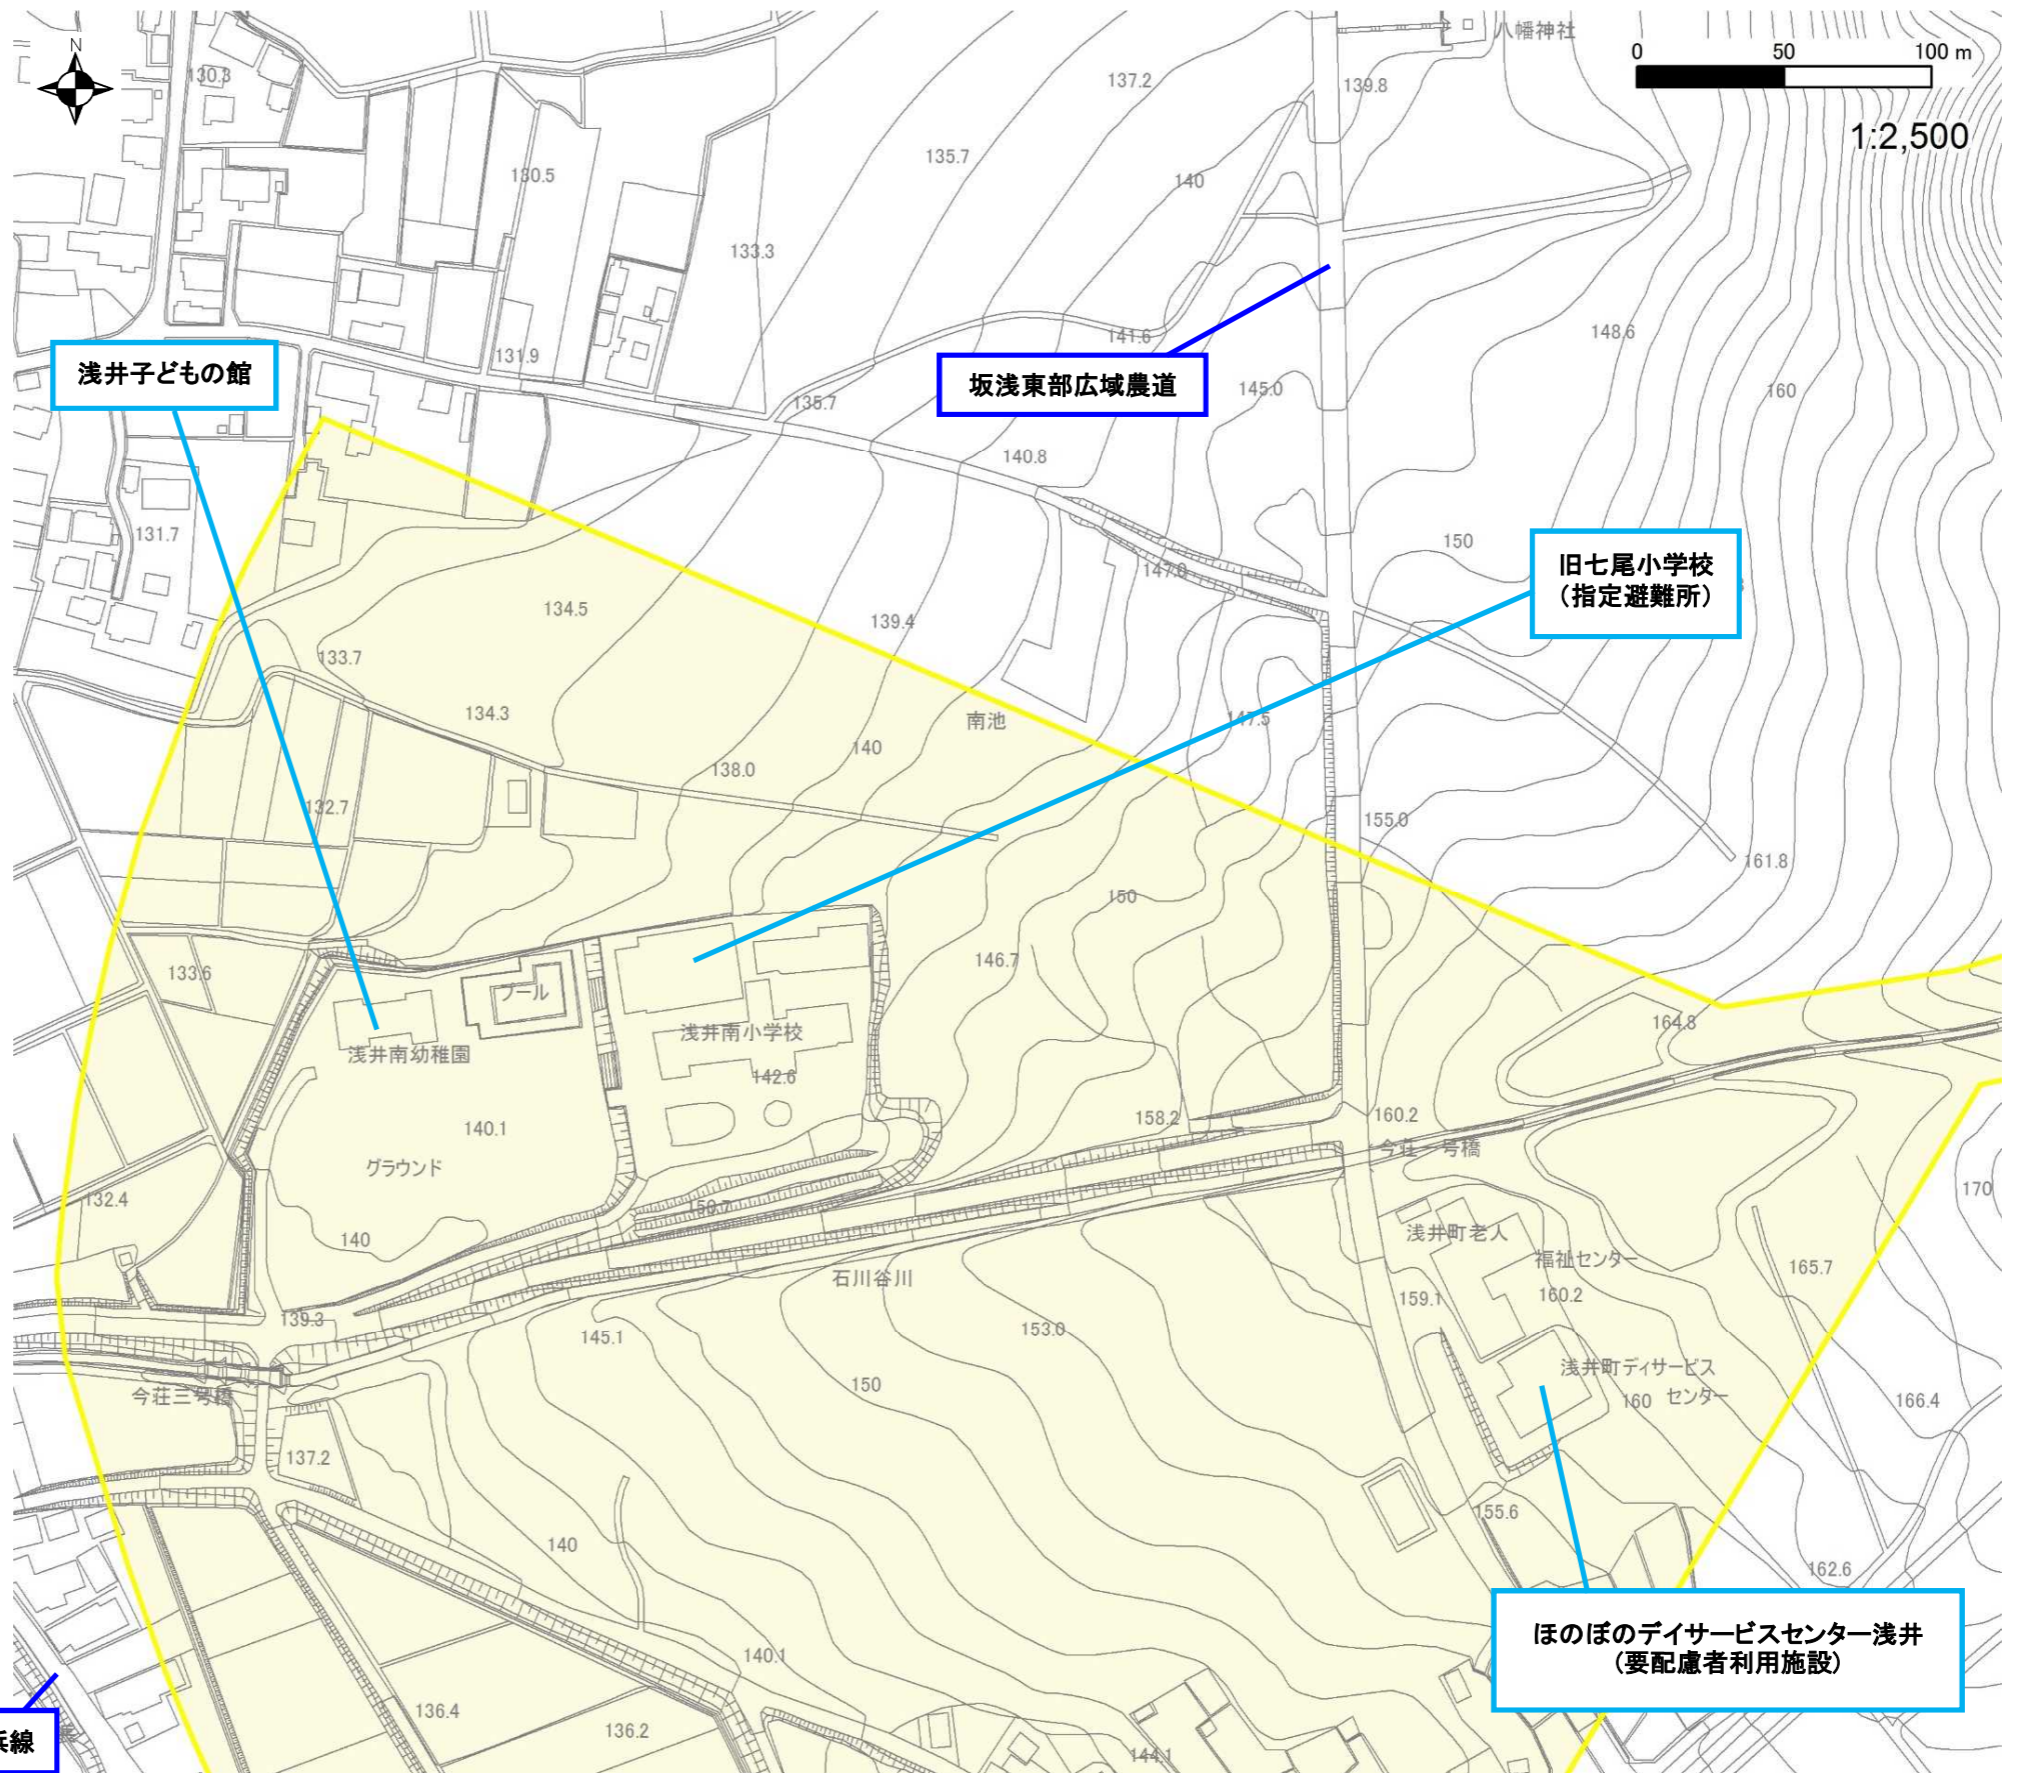 N
八幡神社
0 50 100 m
1:2,500
130.3
137.2
139.8
135.7
130.5
140
133.3
141.6
148.6
131.9
浅井子どもの館
坂浅東部広域農道
145.0
160
135.7
140.8
131.7
150
旧七尾小学校
（指定避難所）
147.0
134.5
139.4
133.7
134.3
南池
147.5
140
138.0
132.7
155.0
161.8
150
133.6
146.7
プール
浅井南小学校
浅井南幼稚園
164.8
142.6
140.1
158.2
160.2
グラウンド
今荘一号橋
132.4
170
140
浅井町老人
福祉センター
石川谷川
165.7
139.3
145.1
153.0
159.1
160.2
浅井町デイサービス
センター
今荘三号橋
150
160
166.4
137.2
155.6
140
162.6
ほのぼのデイサービスセンター浅井
（要配慮者利用施設）
140.1
136.4
136.2
144.1
線